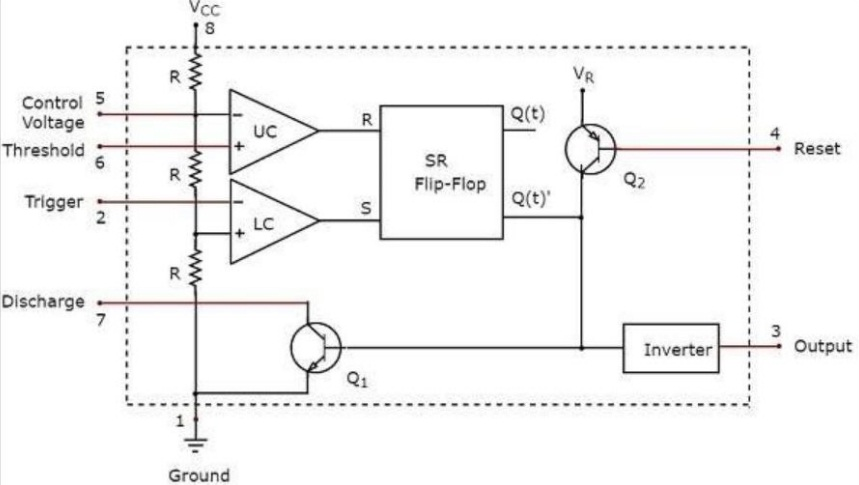 VCC
8
R
5
Control
Voltage
-
UC
+
Threshold
6
R
R
SR
Flip-Flop
Q(t)
VR
4
Reset
Q2
Trigger
2
-
LC
+
S
Q(t)'
R
Discharge
7
Q1
Inverter
3
Output
1
Ground